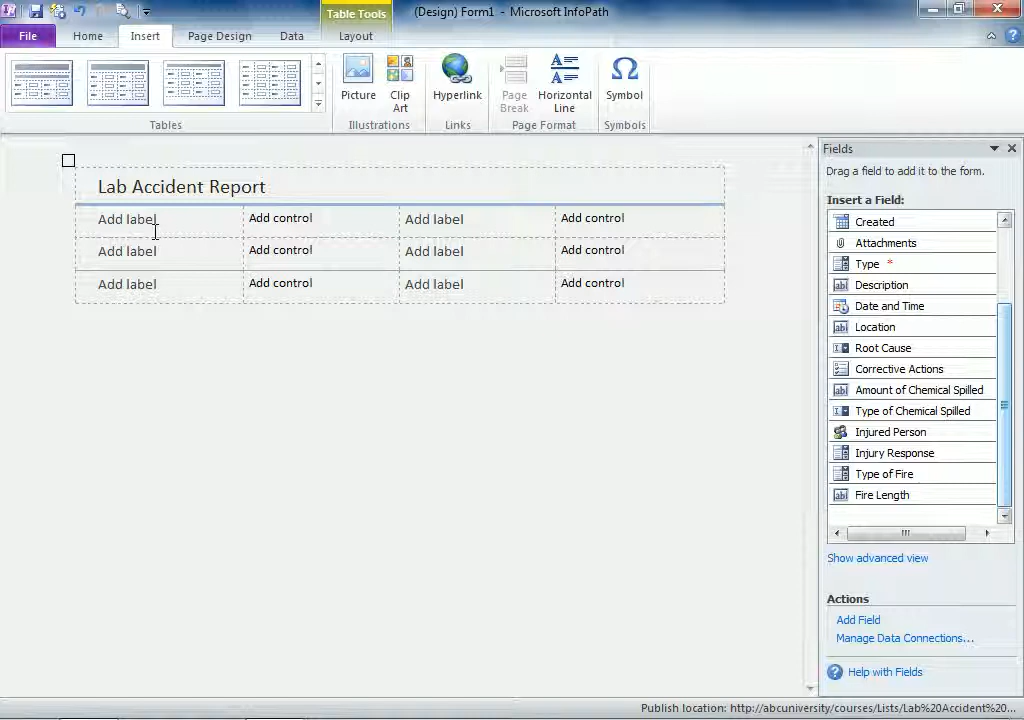 Table Tools
(Design) Form1 - Microsoft InfoPath
File Home Insert Page Design Data Layout
Picture
Clip
Art
Hyperlink
Page
Break
Horizontal
Line
Symbol
Tables
Illustrations
Links
Page Format
Symbols
Lab Accident Report
Add label Add control Add label Add control
Add label Add control Add label Add control
Add label Add control Add label Add control
Fields
Drag a field to add it to the form.
Insert a Field:
Created
Attachments
Type *
Description
Date and Time
Location
Root Cause
Corrective Actions
Amount of Chemical Spilled
Type of Chemical Spilled
Injured Person
Injury Response
Type of Fire
Fire Length
Show advanced view
Actions
Add Field
Manage Data Connections...
Help with Fields
Publish location: http://abcuniversity/courses/Lists/Lab%20Accident%20...